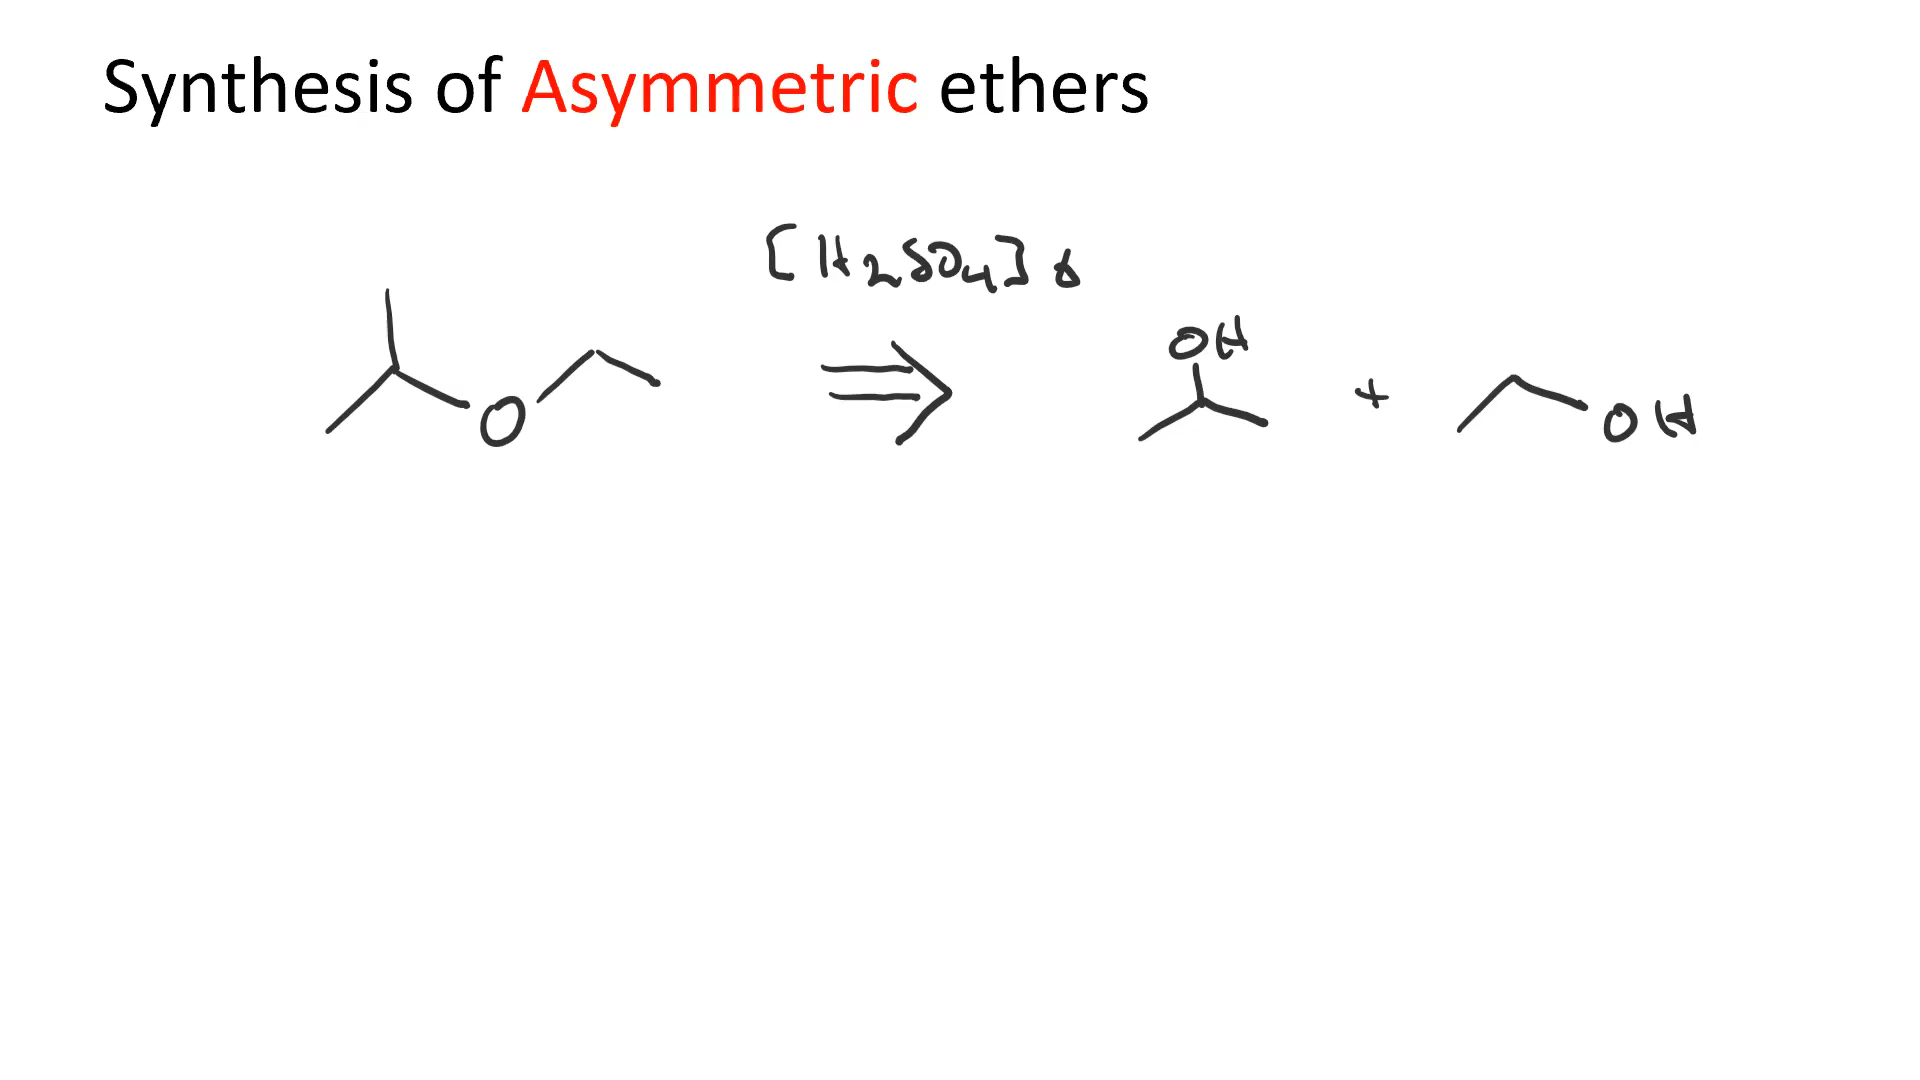 Synthesis of Asymmetric ethers
[H₂SO₄] Δ
O ⇒ OH + OH